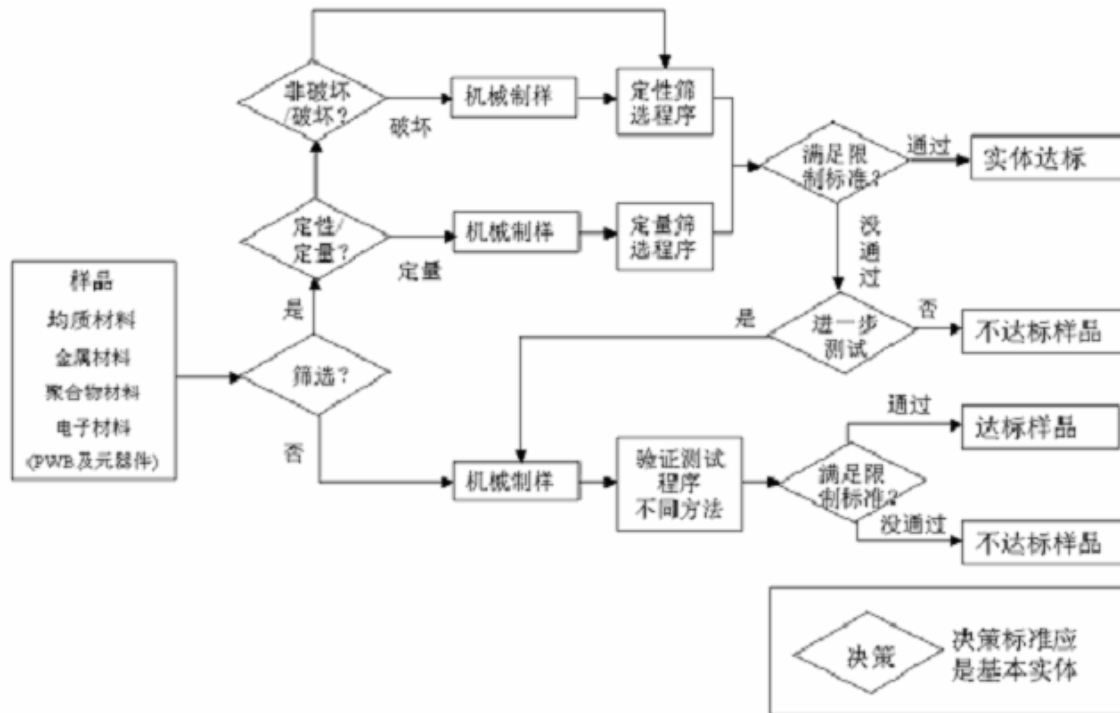 非破坏
/破坏?
破坏
机械制样
定性筛
选程序
满足限
制标准?
通过
实体达标
定性/
定量?
定量
机械制样
定量筛
选程序
没
通
过
样品
均质材料
金属材料
聚合物材料
电子材料
(PWB及元器件)
是
筛选?
否
是
进一步
测试
否
不达标样品
机械制样
验证测试
程序
不同方法
满足限
制标准?
通过
达标样品
没通过
不达标样品
决策
决策标准应
是基本实体